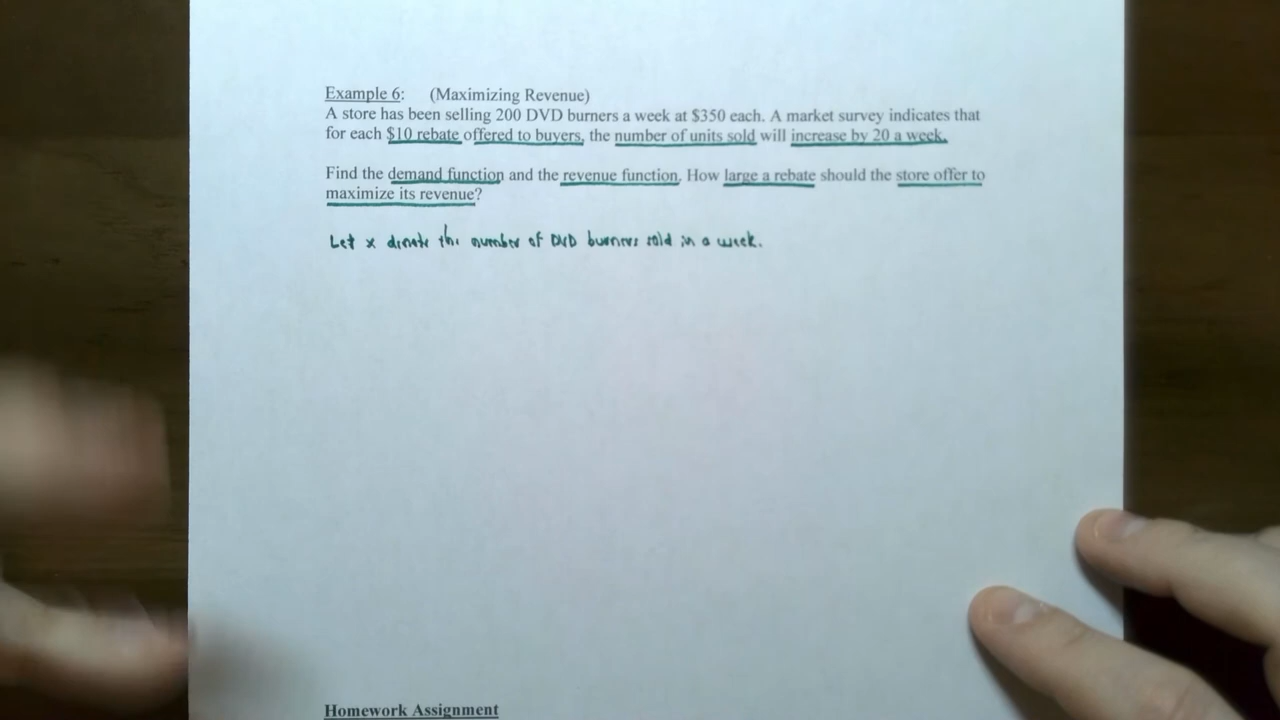 Example 6: (Maximizing Revenue)
A store has been selling 200 DVD burners a week at $350 each. A market survey indicates that
for each $10 rebate offered to buyers, the number of units sold will increase by 20 a week.
Find the demand function and the revenue function. How large a rebate should the store offer to
maximize its revenue?
Let x denote the number of DVD burners sold in a week.
Homework Assignment